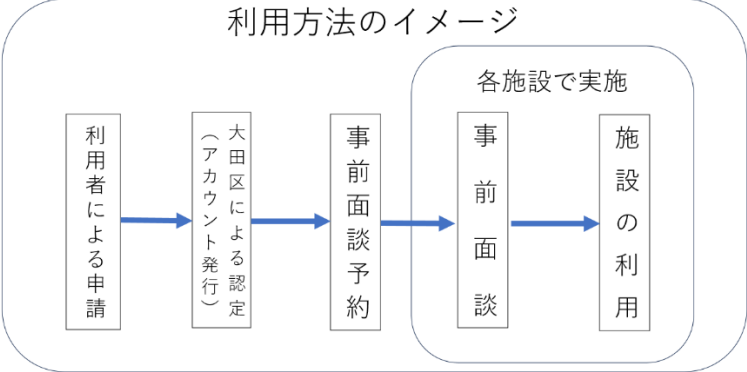 利用方法のイメージ
各施設で実施
利用者による申請
大田区による認定
（アカウント発行）
事前面談予約
事前面談
施設の利用